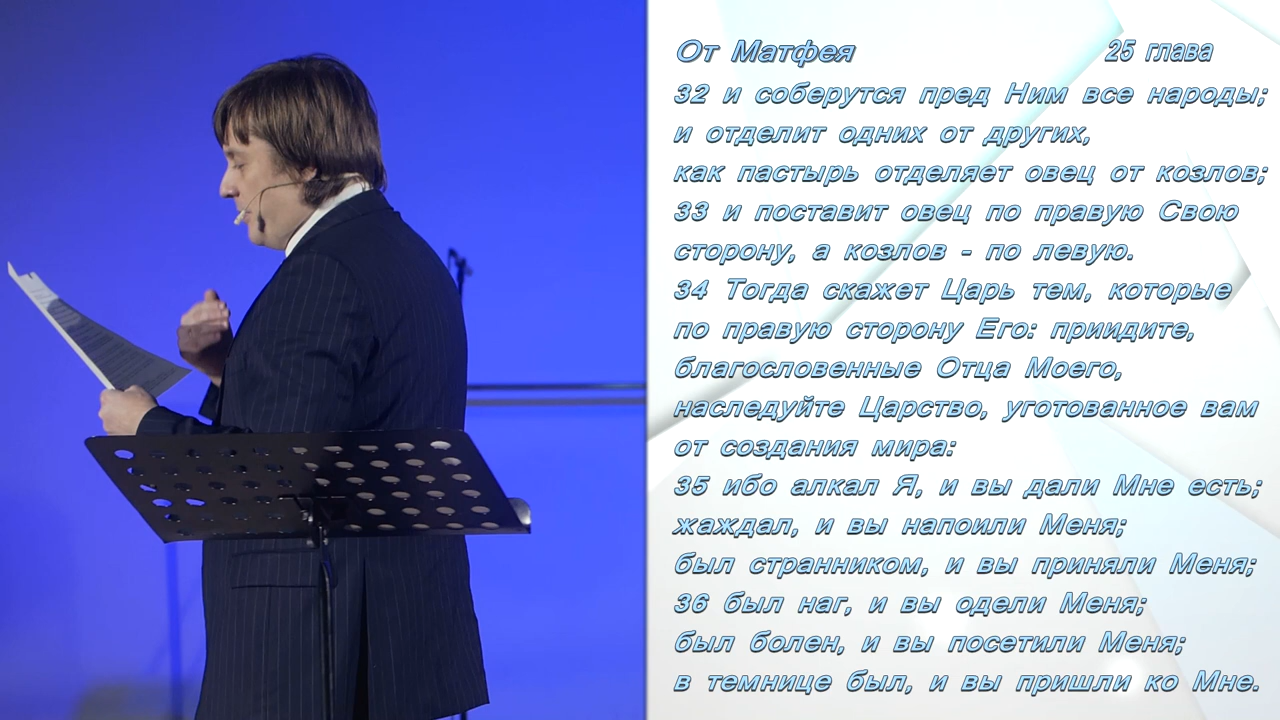 От Матфея 25 глава
32 и соберутся пред Ним все народы;
и отделит одних от других,
как пастырь отделяет овец от козлов;
33 и поставит овец по правую Свою
сторону, а козлов - по левую.
34 Тогда скажет Царь тем, которые
по правую сторону Его: приидите,
благословенные Отца Моего,
наследуйте Царство, уготованное вам
от создания мира:
35 ибо алкал Я, и вы дали Мне есть;
жаждал, и вы напоили Меня;
был странником, и вы приняли Меня;
36 был наг, и вы одели Меня;
был болен, и вы посетили Меня;
в темнице был, и вы пришли ко Мне.